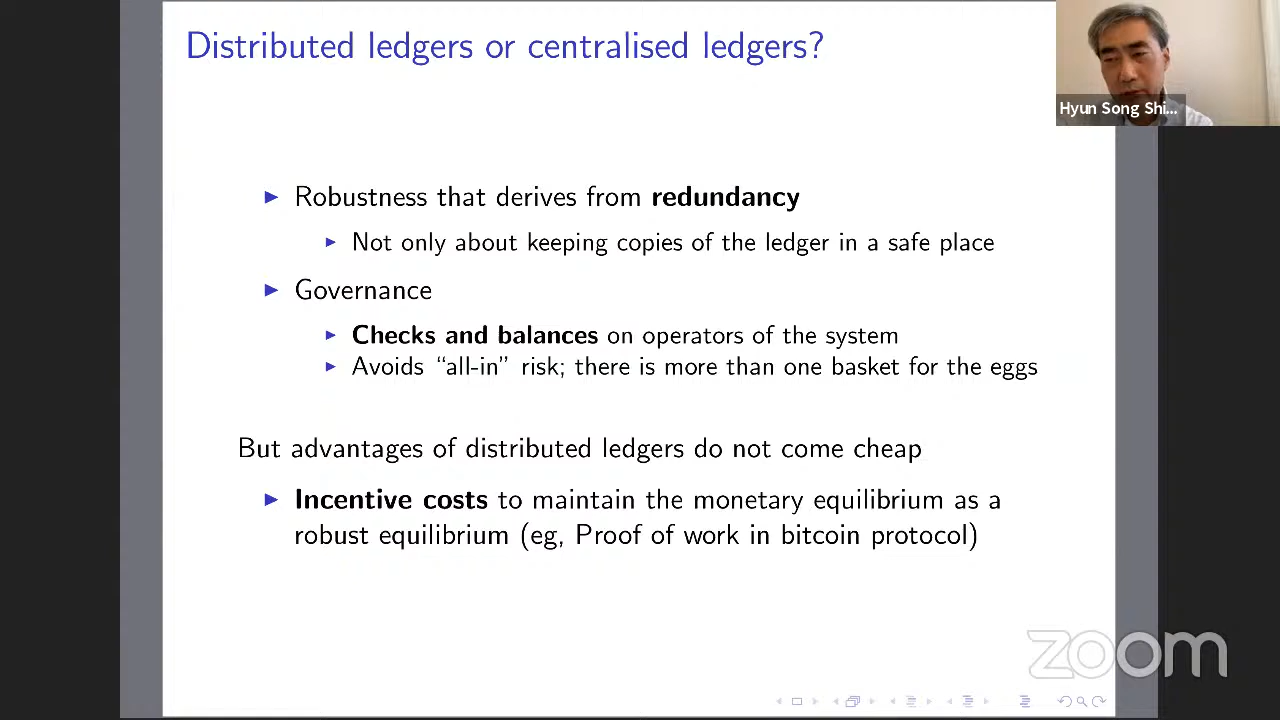 Distributed ledgers or centralised ledgers?
Hyun Song Shi...
Robustness that derives from redundancy
Not only about keeping copies of the ledger in a safe place
Governance
Checks and balances on operators of the system
Avoids “all-in” risk; there is more than one basket for the eggs
But advantages of distributed ledgers do not come cheap
Incentive costs to maintain the monetary equilibrium as a
robust equilibrium (eg, Proof of work in bitcoin protocol)
zoom